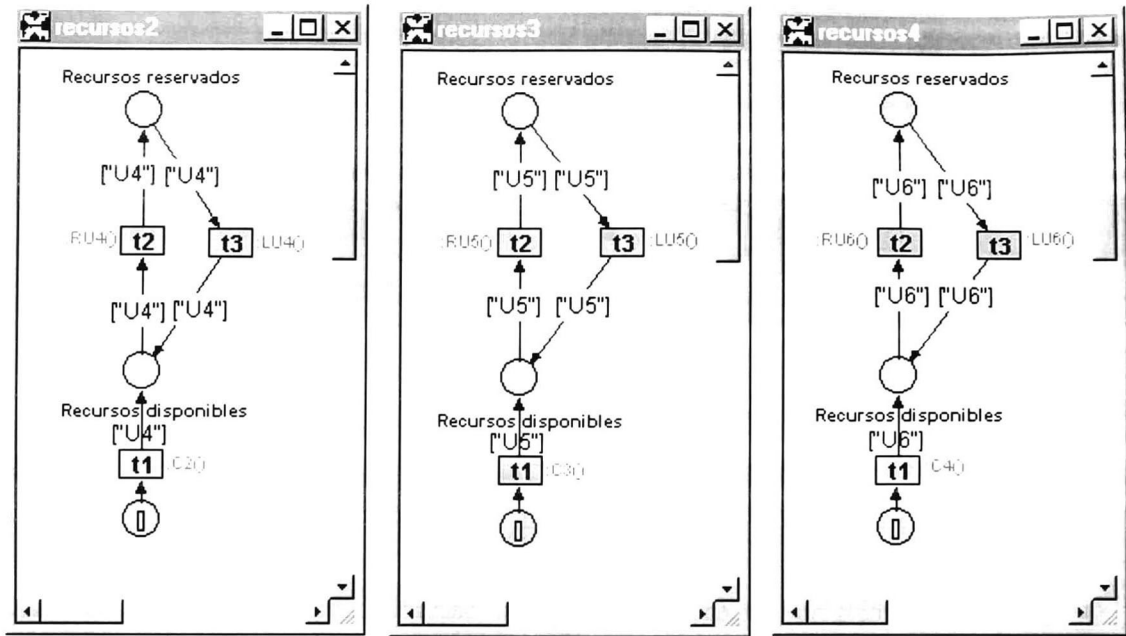 recursos2
Recursos reservados
["U4"] ["U4"]
:RU4() t2 t3 :LU4()
["U4"] ["U4"]
Recursos disponibles
["U4"]
t1 :C2()
[]
recursos3
Recursos reservados
["U5"] ["U5"]
:RU5() t2 t3 :LU5()
["U5"] ["U5"]
Recursos disponibles
["U5"]
t1 :C3()
[]
recursos4
Recursos reservados
["U6"] ["U6"]
:RU6() t2 t3 :LU6()
["U6"] ["U6"]
Recursos disponibles
["U6"]
t1 :C4()
[]